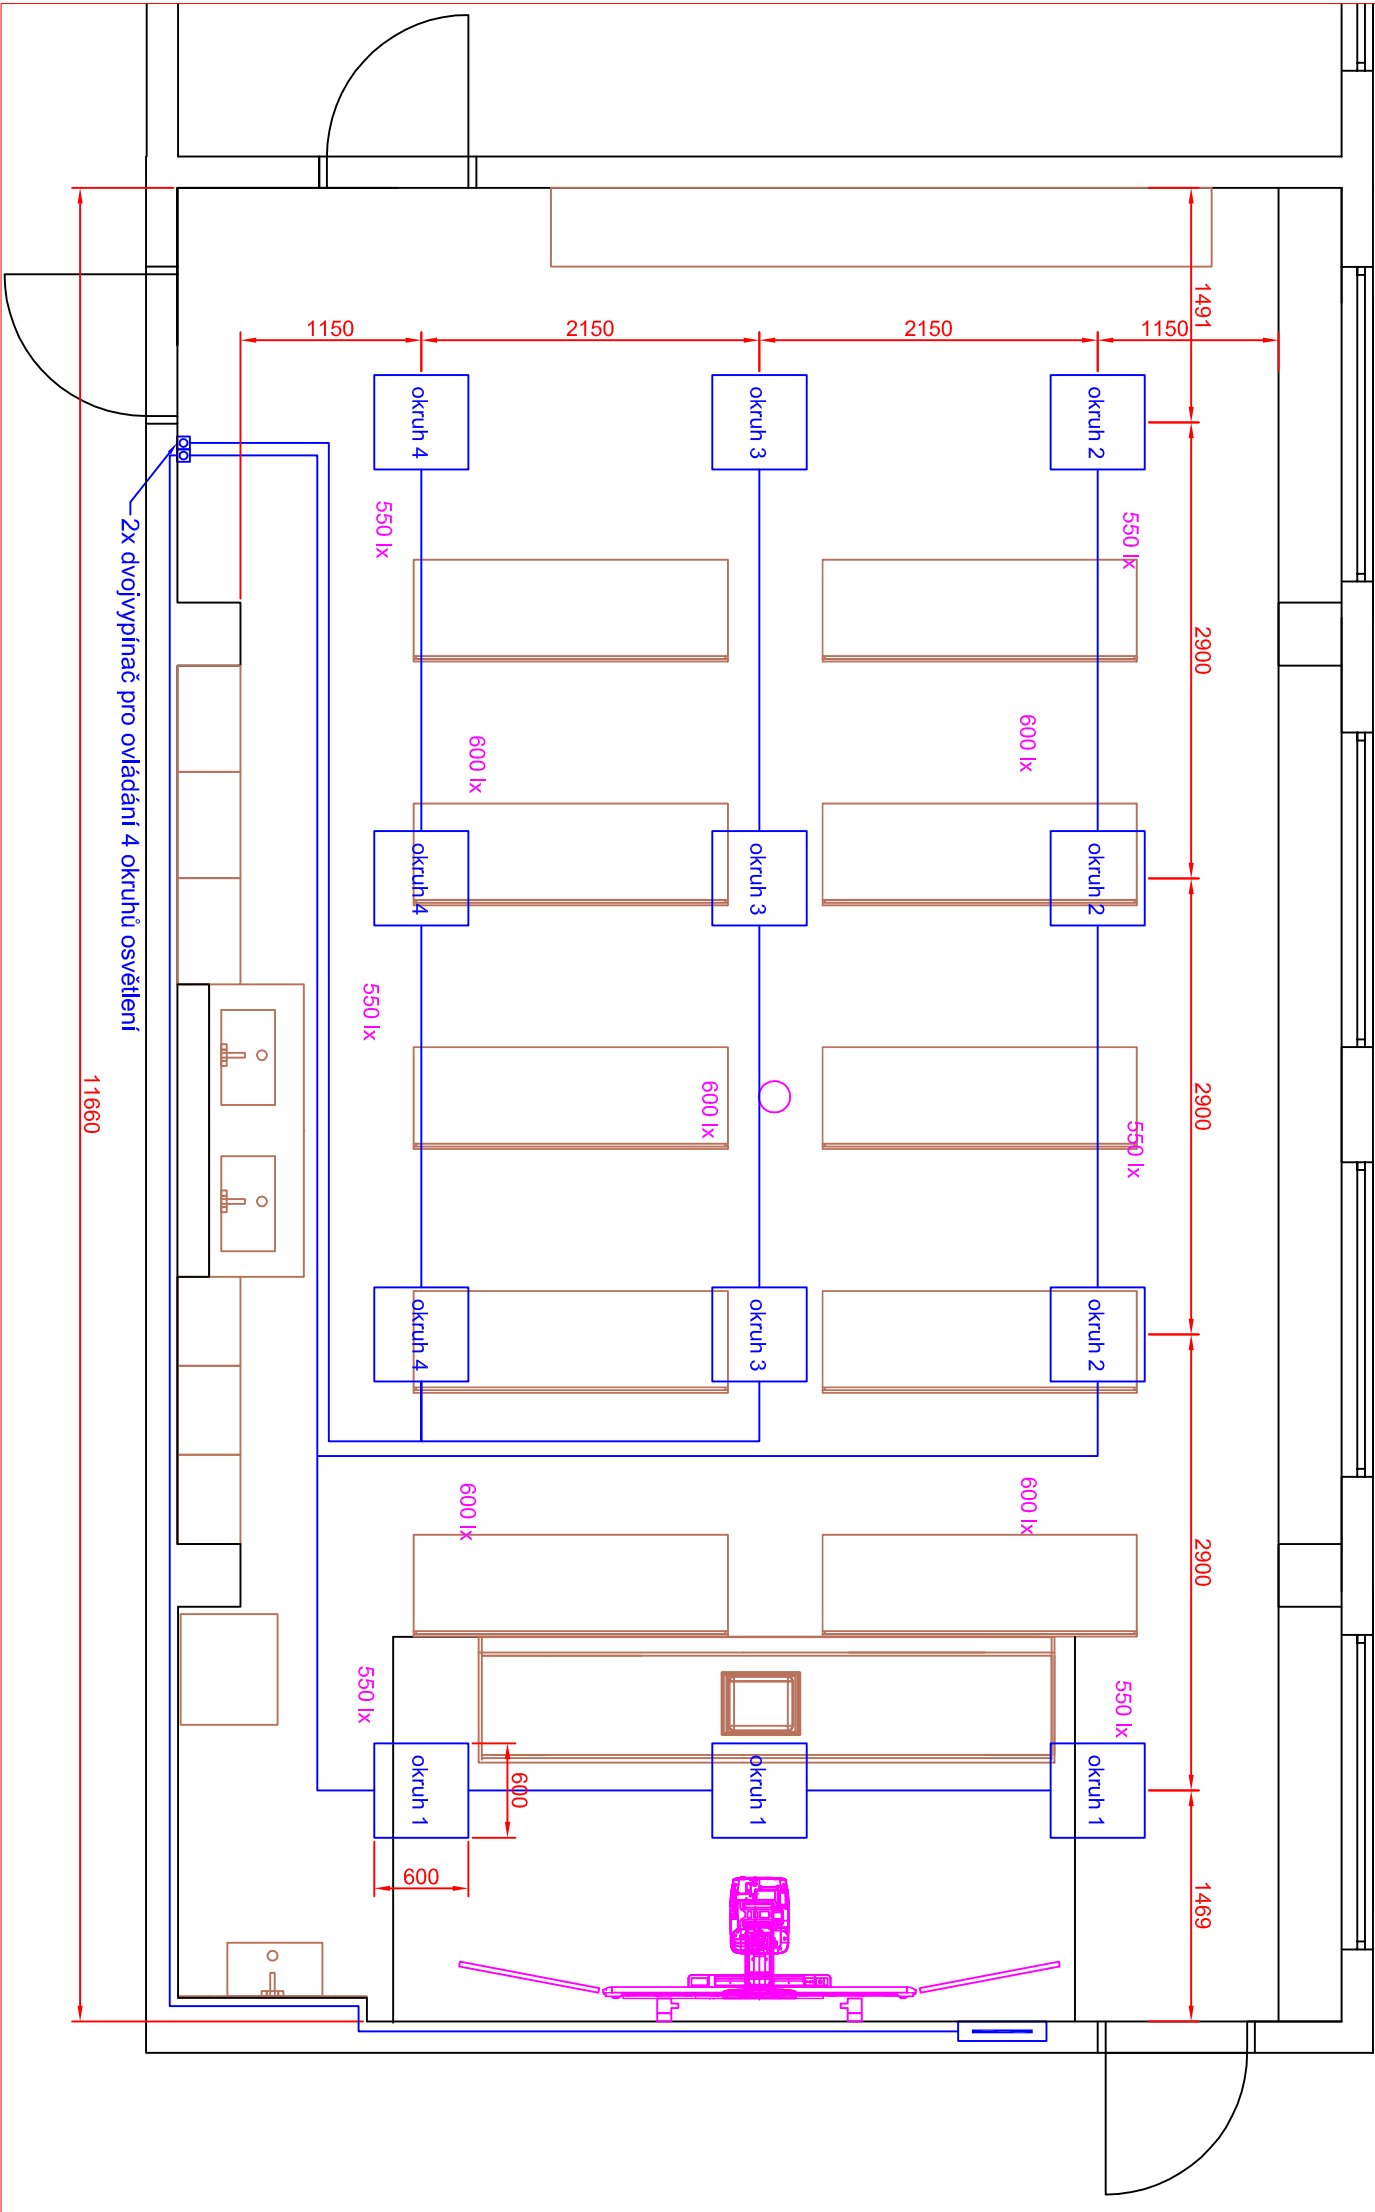 1491
1150
2150
2150
1150
okruh 4
okruh 3
okruh 2
550 lx
550 lx
2x dvojvypínač pro ovládání 4 okruhů osvětlení
2900
600 lx
600 lx
okruh 4
okruh 3
okruh 2
550 lx
11660
600 lx
2900
550 lx
okruh 4
okruh 3
okruh 2
600 lx
600 lx
2900
550 lx
550 lx
okruh 1
600
okruh 1
okruh 1
600
1469